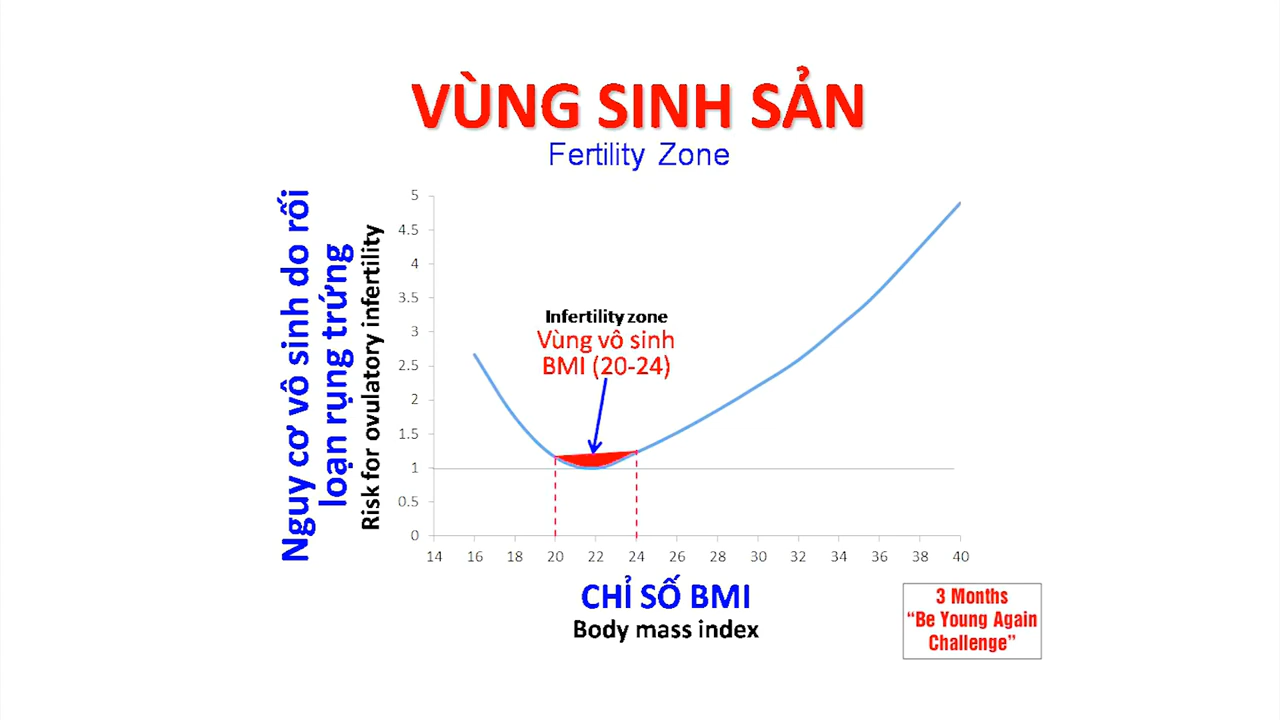 VÙNG SINH SẢN
Fertility Zone
Nguy cơ vô sinh do rối
loạn rụng trứng
Risk for ovulatory infertility
5
4.5
4
3.5
3
2.5
2
1.5
1
0.5
0
Infertility zone
Vùng vô sinh
BMI (20-24)
14 16 18 20 22 24 26 28 30 32 34 36 38 40
CHỈ SỐ BMI
Body mass index
3 Months
“Be Young Again
Challenge”